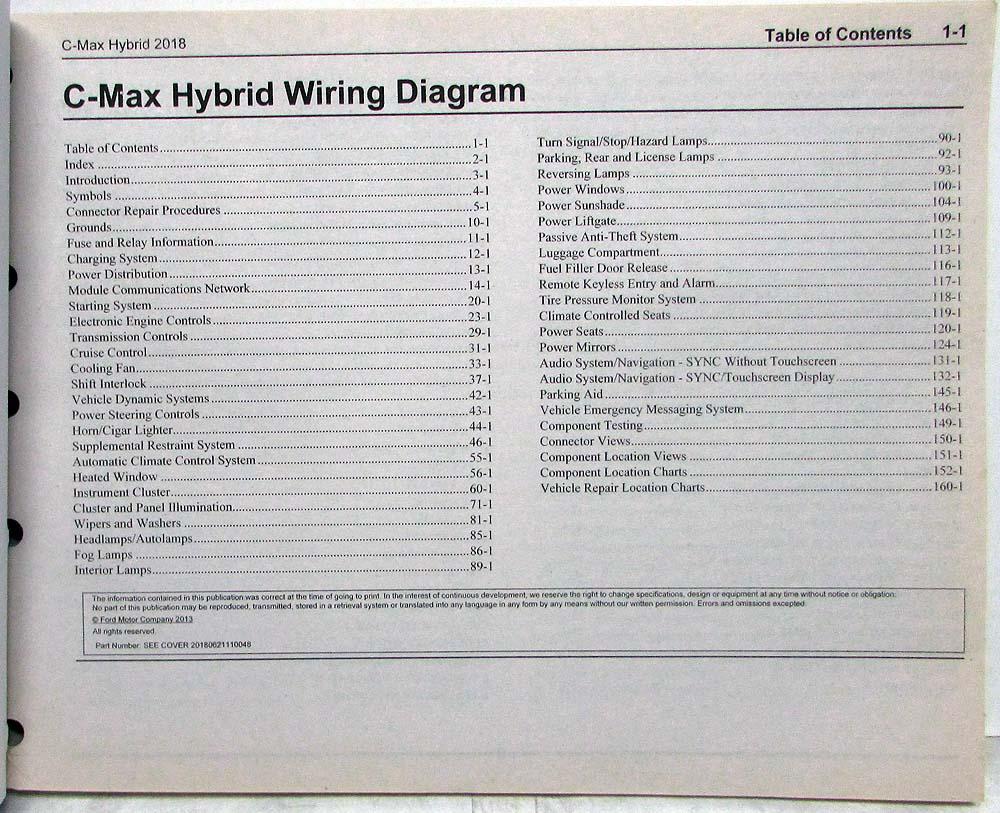 C-Max Hybrid 2018
Table of Contents 1-1
C-Max Hybrid Wiring Diagram
Table of Contents 1-1
Index 2-1
Introduction 3-1
Symbols 4-1
Connector Repair Procedures 5-1
Grounds 10-1
Fuse and Relay Information 11-1
Charging System 12-1
Power Distribution 13-1
Module Communications Network 14-1
Starting System 20-1
Electronic Engine Controls 23-1
Transmission Controls 29-1
Cruise Control 31-1
Cooling Fan 33-1
Shift Interlock 37-1
Vehicle Dynamic Systems 42-1
Power Steering Controls 43-1
Horn/Cigar Lighter 44-1
Supplemental Restraint System 46-1
Automatic Climate Control System 55-1
Heated Window 56-1
Instrument Cluster 60-1
Cluster and Panel Illumination 71-1
Wipers and Washers 81-1
Headlamps/Autolamps 85-1
Fog Lamps 86-1
Interior Lamps 89-1
Turn Signal/Stop/Hazard Lamps 90-1
Parking, Rear and License Lamps 92-1
Reversing Lamps 93-1
Power Windows 100-1
Power Sunshade 104-1
Power Liftgate 109-1
Passive Anti-Theft System 112-1
Luggage Compartment 113-1
Fuel Filler Door Release 116-1
Remote Keyless Entry and Alarm 117-1
Tire Pressure Monitor System 118-1
Climate Controlled Seats 119-1
Power Seats 120-1
Power Mirrors 124-1
Audio System/Navigation - SYNC Without Touchscreen 131-1
Audio System/Navigation - SYNC/Touchscreen Display 132-1
Parking Aid 145-1
Vehicle Emergency Messaging System 146-1
Component Testing 149-1
Connector Views 150-1
Component Location Views 151-1
Component Location Charts 152-1
Vehicle Repair Location Charts 160-1
The information contained in this publication was correct at the time of going to print. In the interest of continuous development, we reserve the right to change specifications, design or equipment at any time without notice or obligation.
No part of this publication may be reproduced, transmitted, stored in a retrieval system or translated into any language in any form by any means without our written permission. Errors and omissions excepted.
© Ford Motor Company 2013
All rights reserved.
Part Number: SEE COVER 20180621110048